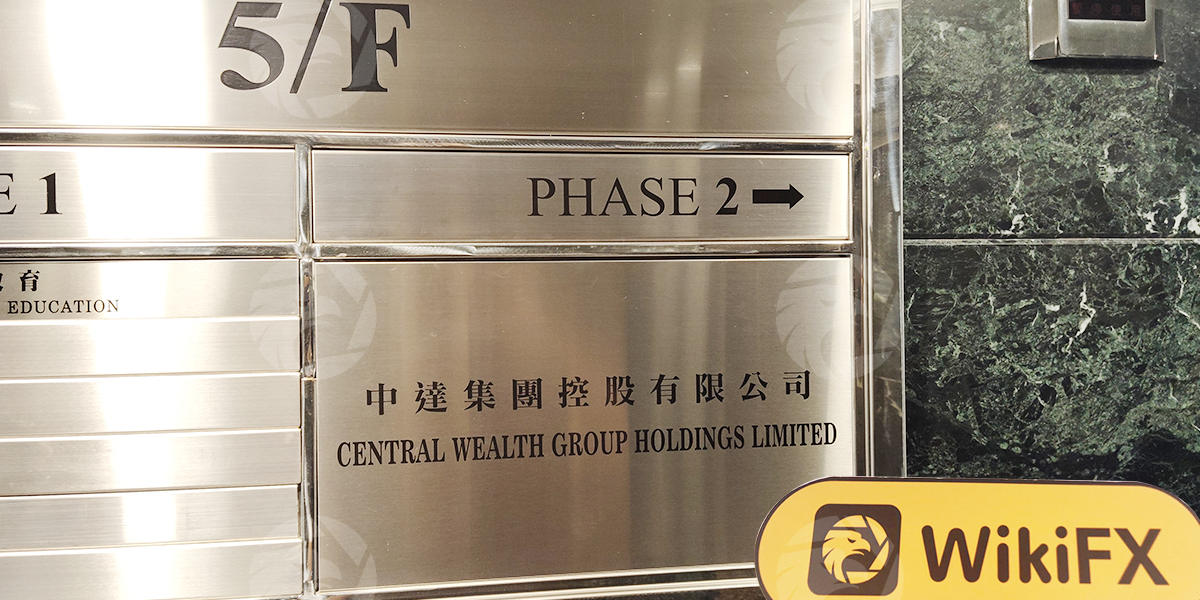 5/F
1
PHASE 2
育
EDUCATION
中達集團控股有限公司
CENTRAL WEALTH GROUP HOLDINGS LIMITED
WikiFX